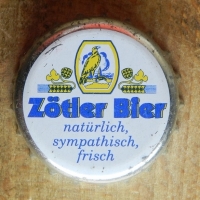 Zötler Bier
natürlich,
sympathisch,
frisch